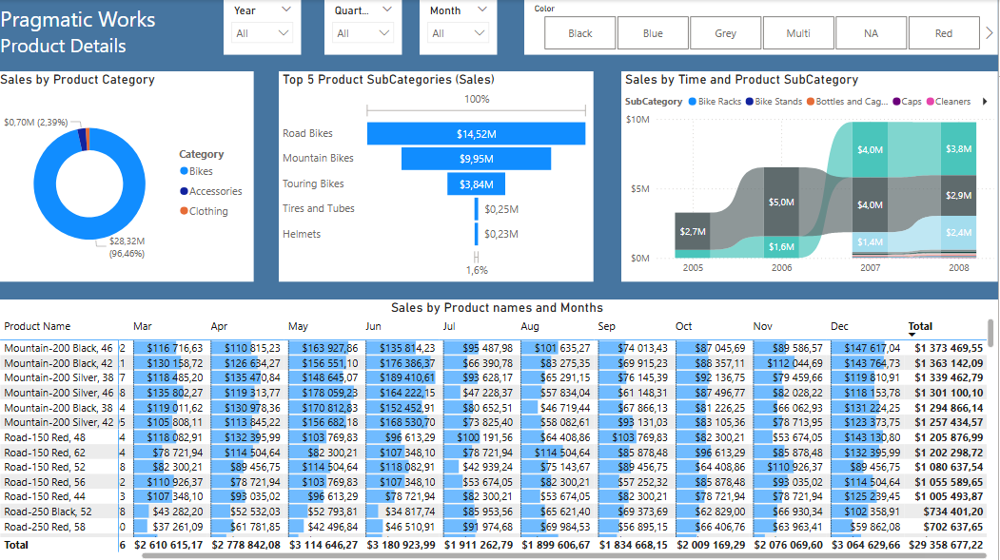 Pragmatic Works
Product Details
Year
All
Quart...
All
Month
All
Color
Black Blue Grey Multi NA Red
Sales by Product Category
$0,70M (2,39%)
$28,32M
(96,46%)
Category
Bikes
Accessories
Clothing
Top 5 Product SubCategories (Sales)
100%
Road Bikes $14,52M
Mountain Bikes $9,95M
Touring Bikes $3,84M
Tires and Tubes $0,25M
Helmets $0,23M
1,6%
Sales by Time and Product SubCategory
SubCategory Bike Racks Bike Stands Bottles and Cag... Caps Cleaners
$10M
$5M
$0M
$2,7M
$5,0M
$1,6M
$4,0M
$4,0M
$1,4M
$3,8M
$2,9M
$2,4M
2005 2006 2007 2008
Sales by Product names and Months
Product Name Mar Apr May Jun Jul Aug Sep Oct Nov Dec Total
Mountain-200 Black, 46 2 $116 716,63 $110 815,23 $163 927,86 $135 814,23 $95 487,98 $101 635,27 $74 013,43 $87 045,69 $89 586,57 $147 617,04 $1 373 469,55
Mountain-200 Black, 42 1 $130 158,72 $126 634,27 $156 551,10 $176 386,37 $66 390,78 $83 275,35 $69 915,23 $88 357,11 $112 044,69 $143 764,73 $1 363 142,09
Mountain-200 Silver, 38 7 $118 485,20 $135 470,84 $148 645,07 $189 410,61 $93 628,17 $65 291,15 $76 145,39 $92 136,75 $79 459,66 $119 810,91 $1 339 462,79
Mountain-200 Silver, 46 8 $135 802,27 $119 313,77 $178 059,23 $164 222,15 $47 228,37 $57 834,04 $61 148,31 $87 496,77 $82 028,22 $118 153,78 $1 301 100,10
Mountain-200 Black, 38 4 $119 011,62 $130 978,36 $170 812,83 $152 452,91 $80 652,51 $46 719,44 $67 866,13 $81 226,25 $66 062,93 $131 224,25 $1 294 866,14
Mountain-200 Silver, 42 5 $105 808,11 $113 845,22 $156 682,18 $168 530,70 $73 825,40 $58 082,61 $93 131,03 $83 105,36 $78 713,95 $123 373,75 $1 257 434,57
Road-150 Red, 48 4 $118 082,91 $132 395,99 $103 769,83 $96 613,29 $100 191,56 $64 408,86 $103 769,83 $82 300,21 $53 674,05 $143 130,80 $1 205 876,99
Road-150 Red, 62 4 $78 721,94 $114 504,64 $82 300,21 $107 348,10 $78 721,94 $114 504,64 $85 878,48 $96 613,29 $85 878,48 $132 395,99 $1 202 298,72
Road-150 Red, 52 8 $82 300,21 $89 456,75 $114 504,64 $118 082,91 $42 939,24 $75 143,67 $89 456,75 $64 408,86 $110 926,37 $89 456,75 $1 080 637,54
Road-150 Red, 56 2 $110 926,37 $78 721,94 $103 769,83 $107 348,10 $53 674,05 $82 300,21 $57 252,32 $85 878,48 $93 035,02 $114 504,64 $1 055 589,65
Road-150 Red, 44 3 $107 348,10 $93 035,02 $96 613,29 $78 721,94 $82 300,21 $53 674,05 $82 300,21 $78 721,94 $78 721,94 $125 239,45 $1 005 493,87
Road-250 Black, 52 8 $43 282,20 $52 532,03 $52 793,81 $34 817,74 $85 953,56 $65 621,40 $69 373,69 $62 829,00 $66 930,34 $102 358,91 $734 401,20
Road-250 Red, 58 0 $37 261,09 $61 781,85 $42 496,84 $46 510,91 $91 974,68 $69 984,53 $56 895,15 $66 406,76 $63 963,41 $59 862,08 $702 637,65
Total 6 $2 610 615,17 $2 778 842,08 $3 114 646,27 $3 180 923,99 $1 911 262,79 $1 899 606,67 $1 834 668,15 $2 009 169,29 $2 076 069,60 $3 064 629,66 $29 358 677,22